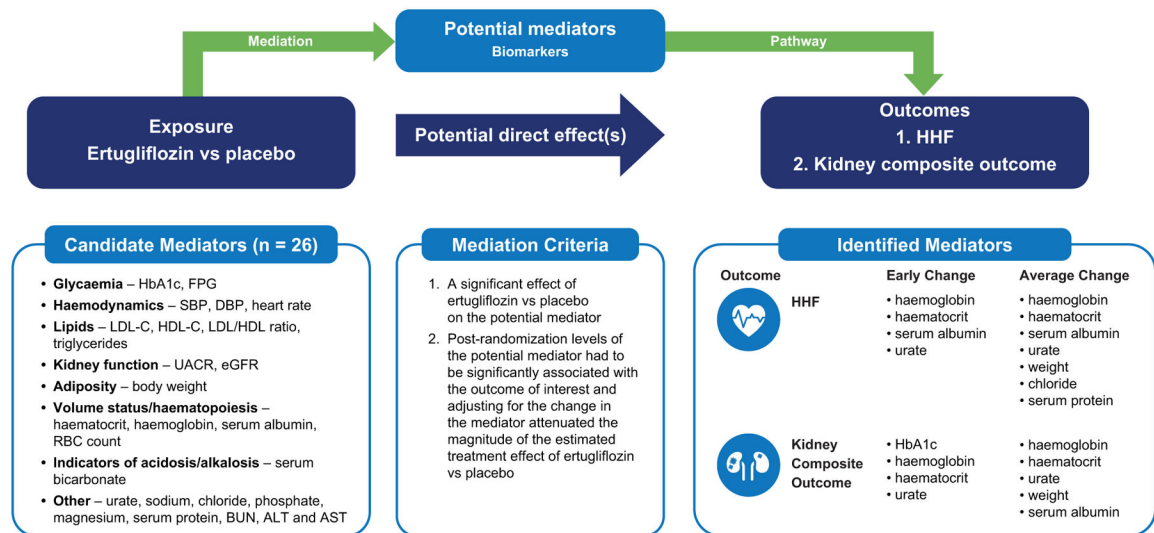 Potential mediators
Biomarkers
Mediation
Pathway
Exposure
Ertugliflozin vs placebo
Potential direct effect(s)
Outcomes
1. HHF
2. Kidney composite outcome
Candidate Mediators (n = 26)
• Glycaemia – HbA1c, FPG
• Haemodynamics – SBP, DBP, heart rate
• Lipids – LDL-C, HDL-C, LDL/HDL ratio,
triglycerides
• Kidney function – UACR, eGFR
• Adiposity – body weight
• Volume status/haematopoiesis –
haematocrit, haemoglobin, serum albumin,
RBC count
• Indicators of acidosis/alkalosis – serum
bicarbonate
• Other – urate, sodium, chloride, phosphate,
magnesium, serum protein, BUN, ALT and AST
Mediation Criteria
1. A significant effect of
ertugliflozin vs placebo
on the potential mediator
2. Post-randomization levels of
the potential mediator had to
be significantly associated with
the outcome of interest and
adjusting for the change in
the mediator attenuated the
magnitude of the estimated
treatment effect of ertugliflozin
vs placebo
Identified Mediators
Outcome
Early Change
Average Change
HHF
• haemoglobin
• haematocrit
• serum albumin
• urate
• haemoglobin
• haematocrit
• serum albumin
• urate
• weight
• chloride
• serum protein
Kidney
Composite
Outcome
• HbA1c
• haemoglobin
• haematocrit
• urate
• haemoglobin
• haematocrit
• urate
• weight
• serum albumin